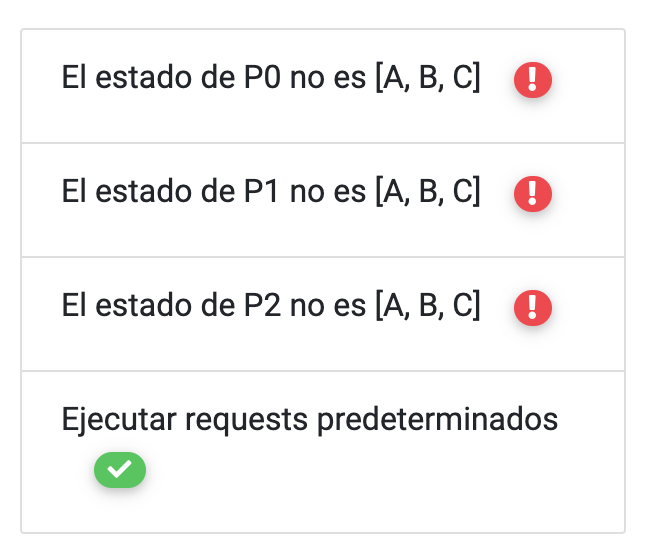 El estado de P0 no es [A, B, C]
El estado de P1 no es [A, B, C]
El estado de P2 no es [A, B, C]
Ejecutar requests predeterminados